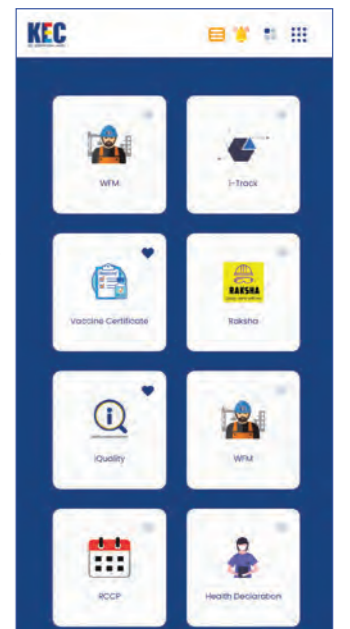 KEC
WFM
i-Track
Vaccine Certificate
RAKSHA
Raksha
iQuality
WFM
RCCP
Health Declaration